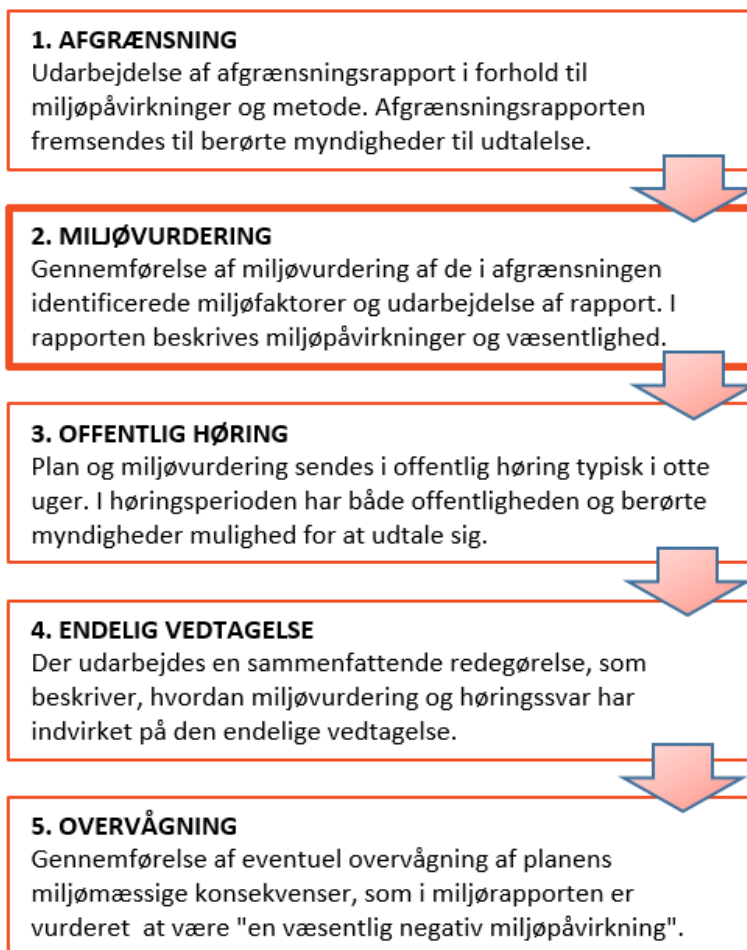 1. AFGRÆNSNING
Udarbejdelse af afgrænsningsrapport i forhold til
miljøpåvirkninger og metode. Afgrænsningsrapporten
fremsendes til berørte myndigheder til udtalelse.
2. MILJØVURDERING
Gennemførelse af miljøvurdering af de i afgrænsningen
identificerede miljøfaktorer og udarbejdelse af rapport. I
rapporten beskrives miljøpåvirkninger og væsentlighed.
3. OFFENTLIG HØRING
Plan og miljøvurdering sendes i offentlig høring typisk i otte
uger. I høringsperioden har både offentligheden og berørte
myndigheder mulighed for at udtale sig.
4. ENDELIG VEDTAGELSE
Der udarbejdes en sammenfattende redegørelse, som
beskriver, hvordan miljøvurdering og høringssvar har
indvirket på den endelige vedtagelse.
5. OVERVÅGNING
Gennemførelse af eventuel overvågning af planens
miljømæssige konsekvenser, som i miljørapporten er
vurderet at være "en væsentlig negativ miljøpåvirkning".